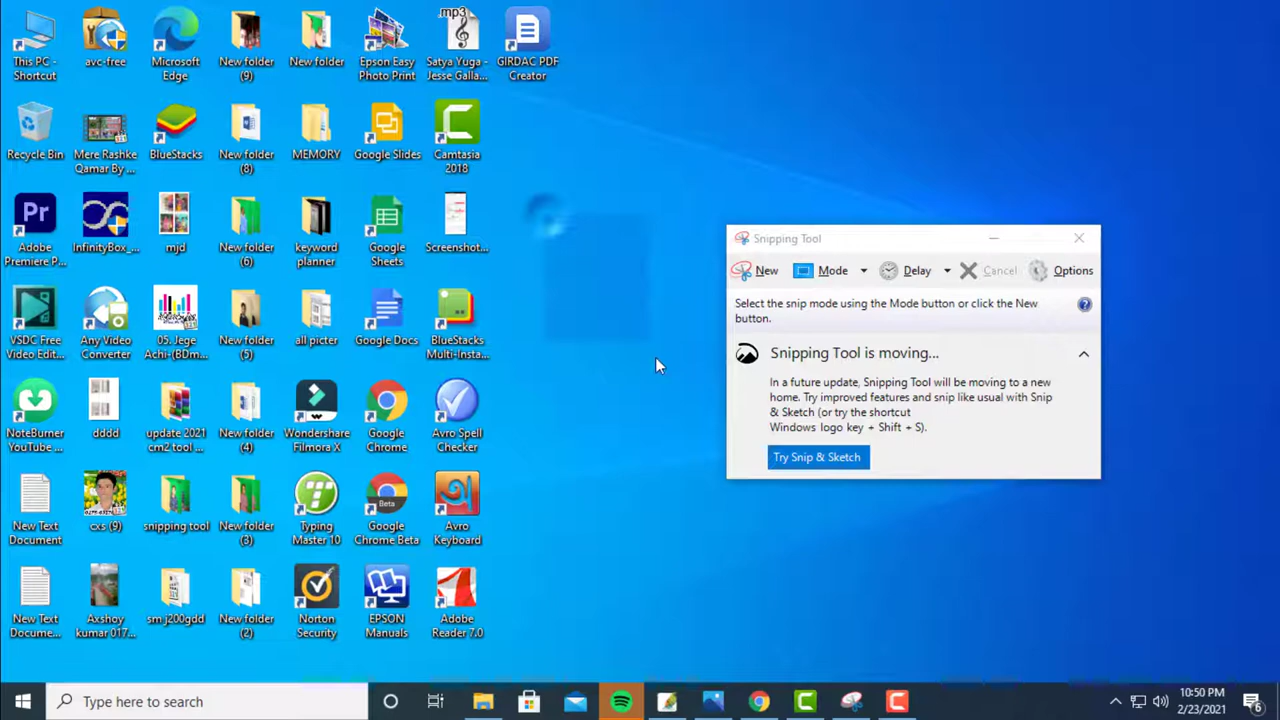 This PC -
Shortcut
avc-free
Microsoft
Edge
New folder
(9)
New folder
Epson Easy
Photo Print
.mp3
Satya Yuga -
Jesse Galla...
GIRDAC PDF
Creator
Recycle Bin
Mere Rashke
Qamar By ...
BlueStacks
New folder
(8)
MEMORY
Google Slides
Camtasia
2018
Pr
Adobe
Premiere P...
InfinityBox_...
mjd
New folder
(6)
keyword
planner
Google
Sheets
Screenshot...
VSDC Free
Video Edit...
Any Video
Converter
05. Jege
Achi-(BDm...
New folder
(5)
all picter
Google Docs
BlueStacks
Multi-Insta...
NoteBurner
YouTube ...
dddd
update 2021
cm2 tool ...
New folder
(4)
Wondershare
Filmora X
Google
Chrome
Avro Spell
Checker
New Text
Document
cxs (9)
snipping tool
New folder
(3)
Typing
Master 10
Beta
Google
Chrome Beta
অ
Avro
Keyboard
New Text
Docume...
Axshoy
kumar 017...
sm j200gdd
New folder
(2)
Norton
Security
EPSON
Manuals
Adobe
Reader 7.0
Snipping Tool
New
Mode
Delay
Cancel
Options
Select the snip mode using the Mode button or click the New
button.
Snipping Tool is moving...
In a future update, Snipping Tool will be moving to a new
home. Try improved features and snip like usual with Snip
& Sketch (or try the shortcut
Windows logo key + Shift + S).
Try Snip & Sketch
Type here to search
10:50 PM
2/23/2021
6